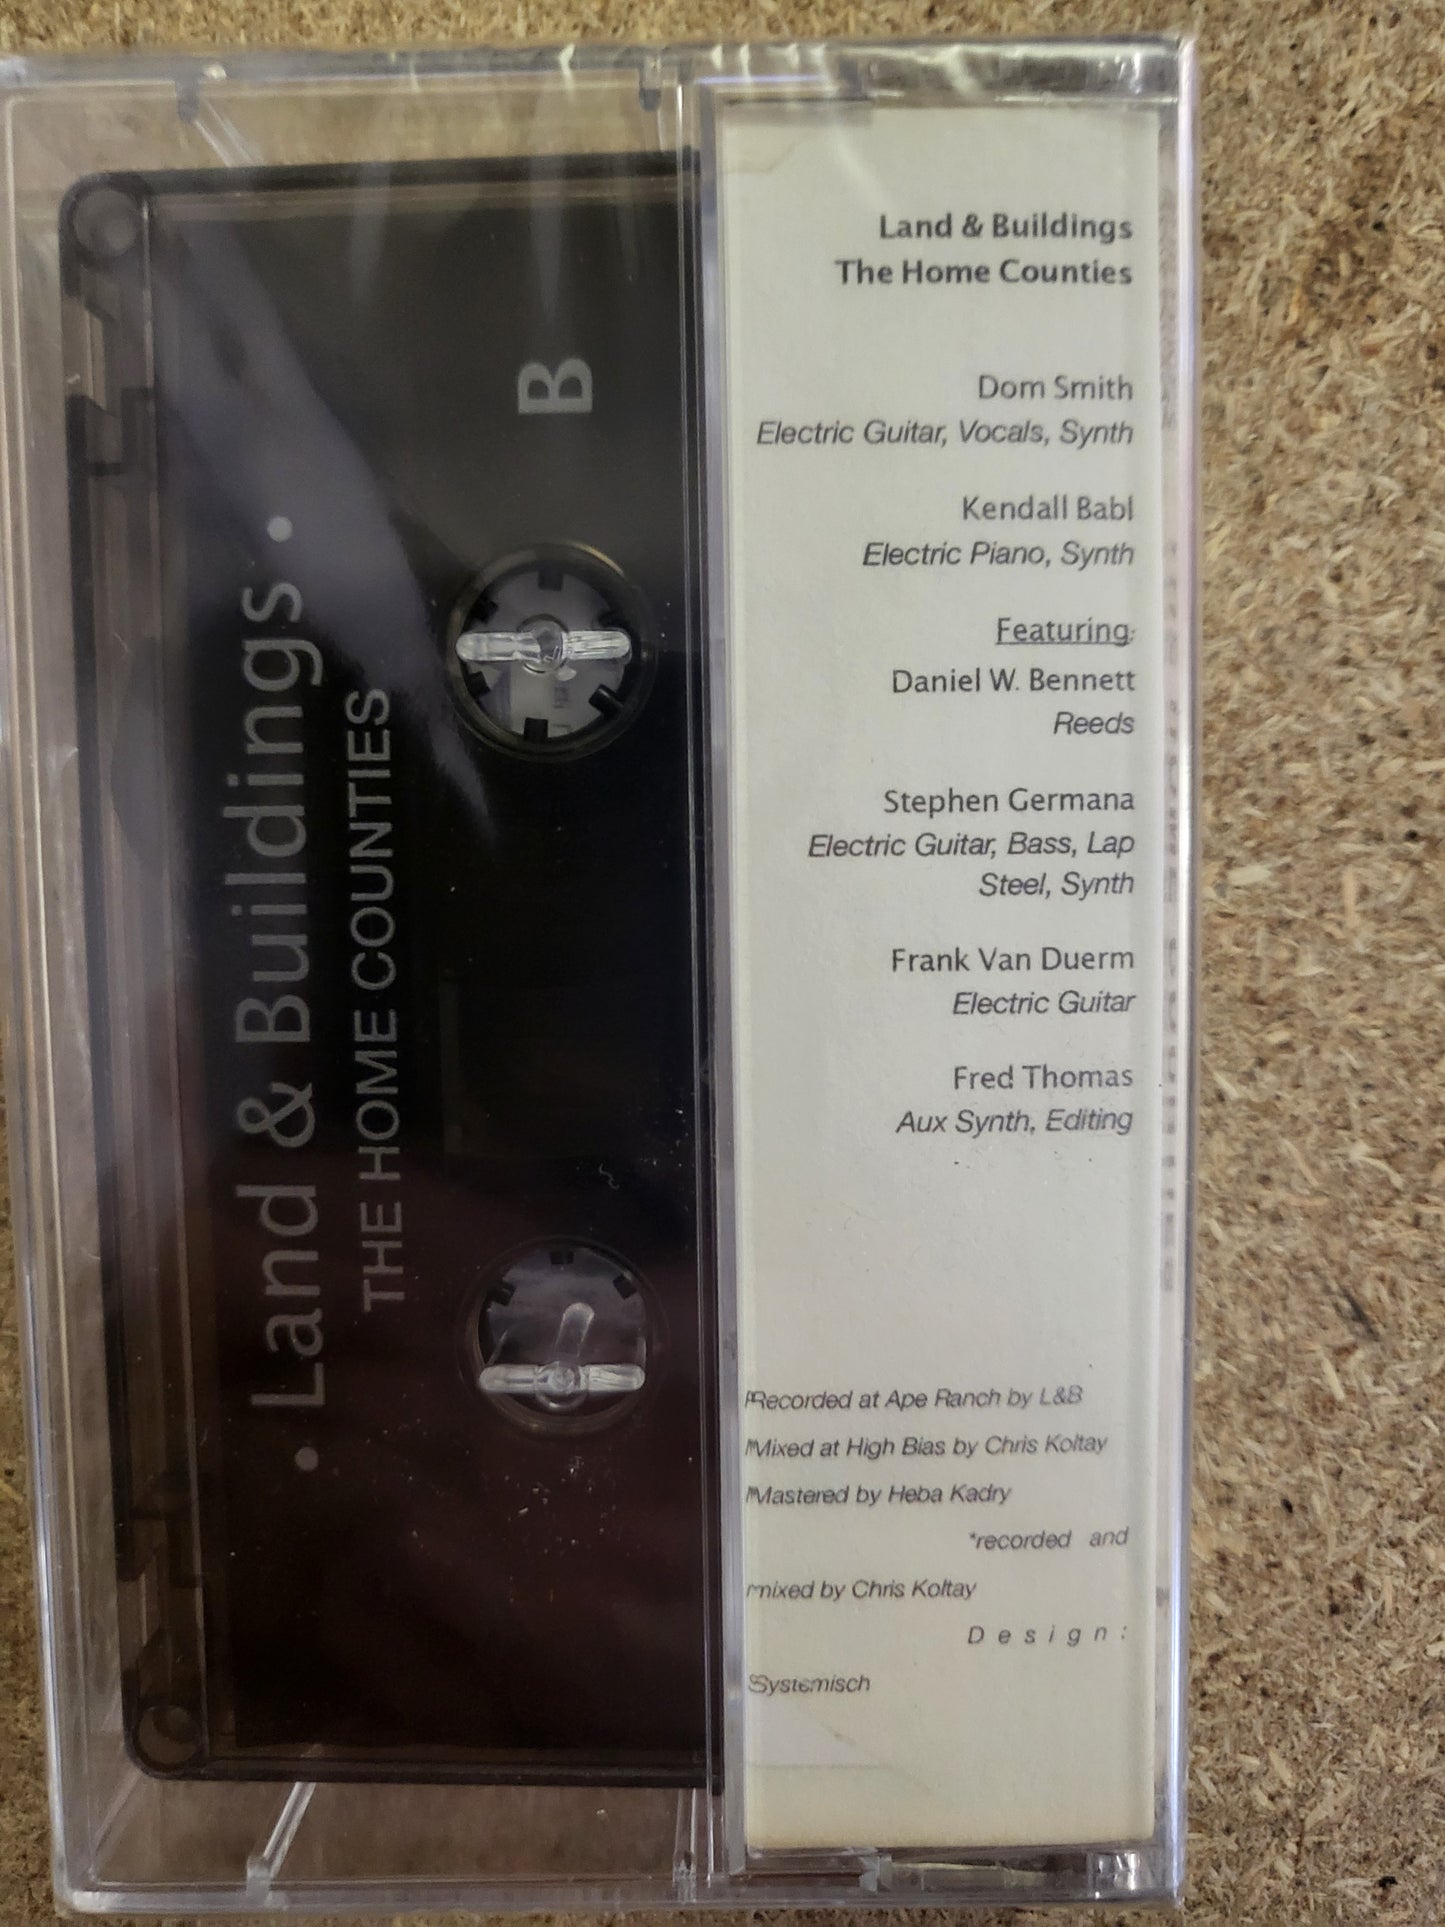 B
• Land & Buildings •
THE HOME COUNTIES
Land & Buildings
The Home Counties
Dom Smith
Electric Guitar, Vocals, Synth
Kendall Babl
Electric Piano, Synth
Featuring:
Daniel W. Bennett
Reeds
Stephen Germana
Electric Guitar, Bass, Lap
Steel, Synth
Frank Van Duerm
Electric Guitar
Fred Thomas
Aux Synth, Editing
Recorded at Ape Ranch by L&B
Mixed at High Bias by Chris Koltay
Mastered by Heba Kadry
*recorded and
mixed by Chris Koltay
Design:
Systemisch